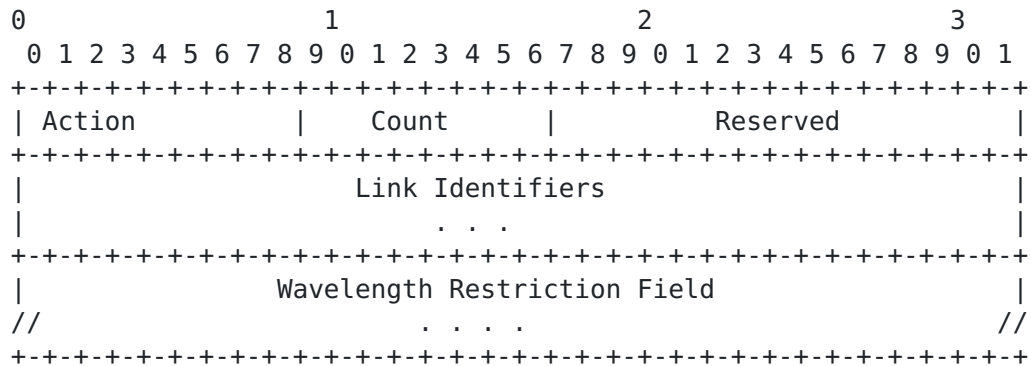 0                   1                   2                   3
 0 1 2 3 4 5 6 7 8 9 0 1 2 3 4 5 6 7 8 9 0 1 2 3 4 5 6 7 8 9 0 1
+-+-+-+-+-+-+-+-+-+-+-+-+-+-+-+-+-+-+-+-+-+-+-+-+-+-+-+-+-+-+-+-+
| Action          |    Count      |          Reserved           |
+-+-+-+-+-+-+-+-+-+-+-+-+-+-+-+-+-+-+-+-+-+-+-+-+-+-+-+-+-+-+-+-+
|                     Link Identifiers                          |
|                          . . .                                |
+-+-+-+-+-+-+-+-+-+-+-+-+-+-+-+-+-+-+-+-+-+-+-+-+-+-+-+-+-+-+-+-+
|                Wavelength Restriction Field                   |
//                        . . . .                              //
+-+-+-+-+-+-+-+-+-+-+-+-+-+-+-+-+-+-+-+-+-+-+-+-+-+-+-+-+-+-+-+-+